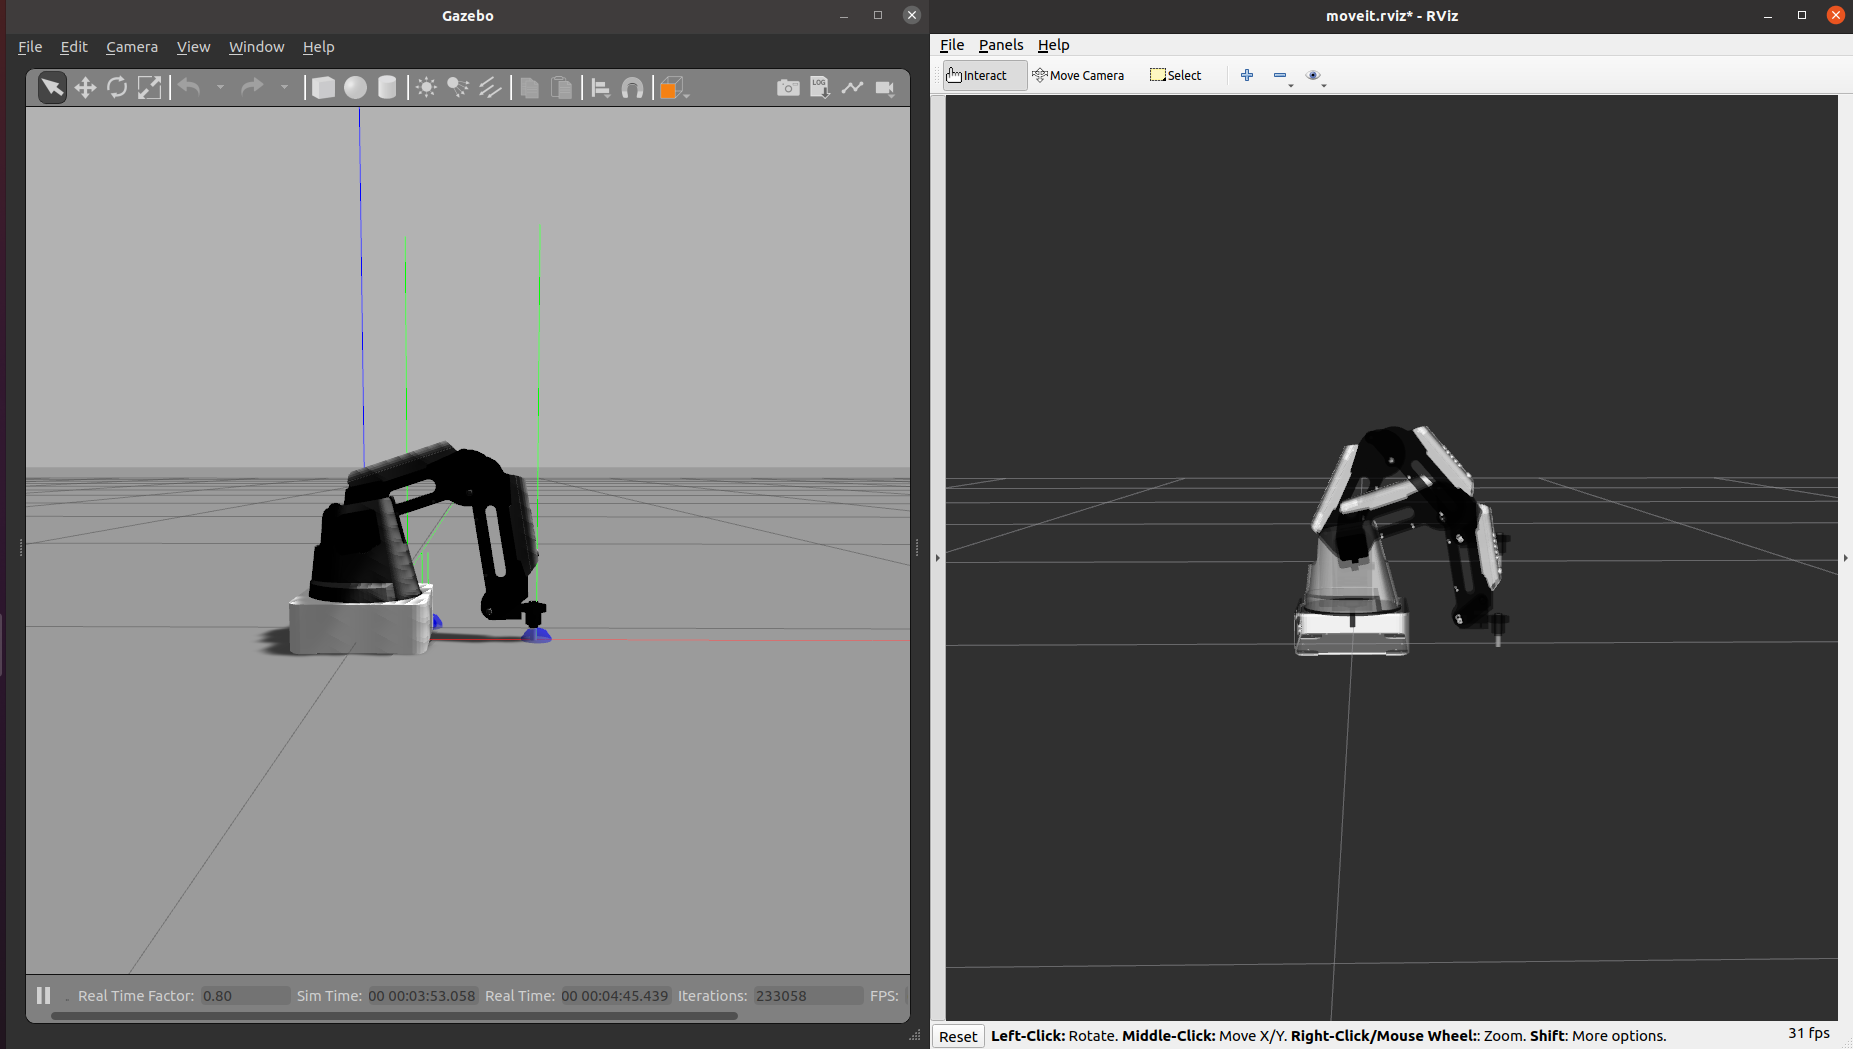 Gazebo
File Edit Camera View Window Help
LOG
Real Time Factor: 0.80 Sim Time: 00 00:03:53.058 Real Time: 00 00:04:45.439 Iterations: 233058 FPS:
moveit.rviz* - RViz
File Panels Help
Interact Move Camera Select
Reset Left-Click: Rotate. Middle-Click: Move X/Y. Right-Click/Mouse Wheel:: Zoom. Shift: More options. 31 fps